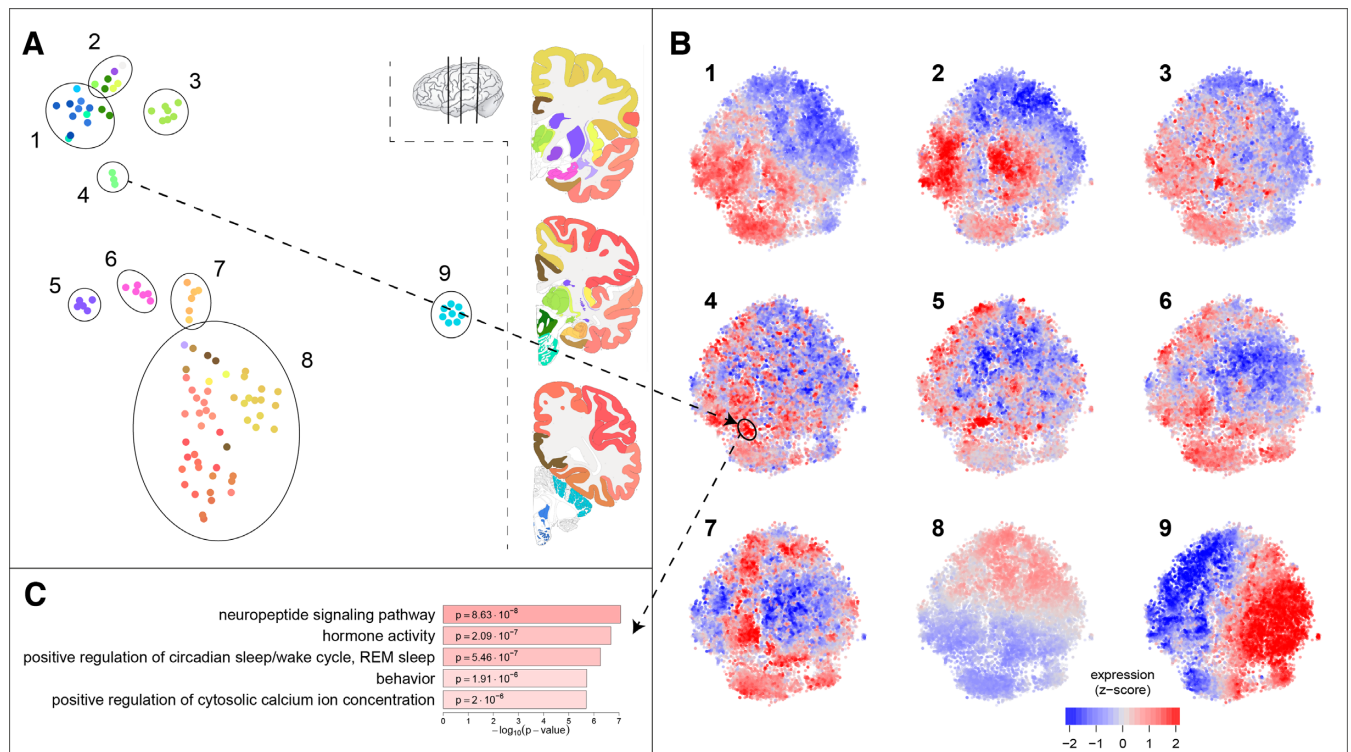 A
2
3
1
4
5
6
7
8
9
B
1
2
3
4
5
6
7
8
9
expression
(z−score)
−2 −1 0 1 2
C
neuropeptide signaling pathway p = 8.63 · 10⁻⁸
hormone activity p = 2.09 · 10⁻⁷
positive regulation of circadian sleep/wake cycle, REM sleep p = 5.46 · 10⁻⁷
behavior p = 1.91 · 10⁻⁶
positive regulation of cytosolic calcium ion concentration p = 2 · 10⁻⁶
0 1 2 3 4 5 6 7
−log₁₀(p − value)